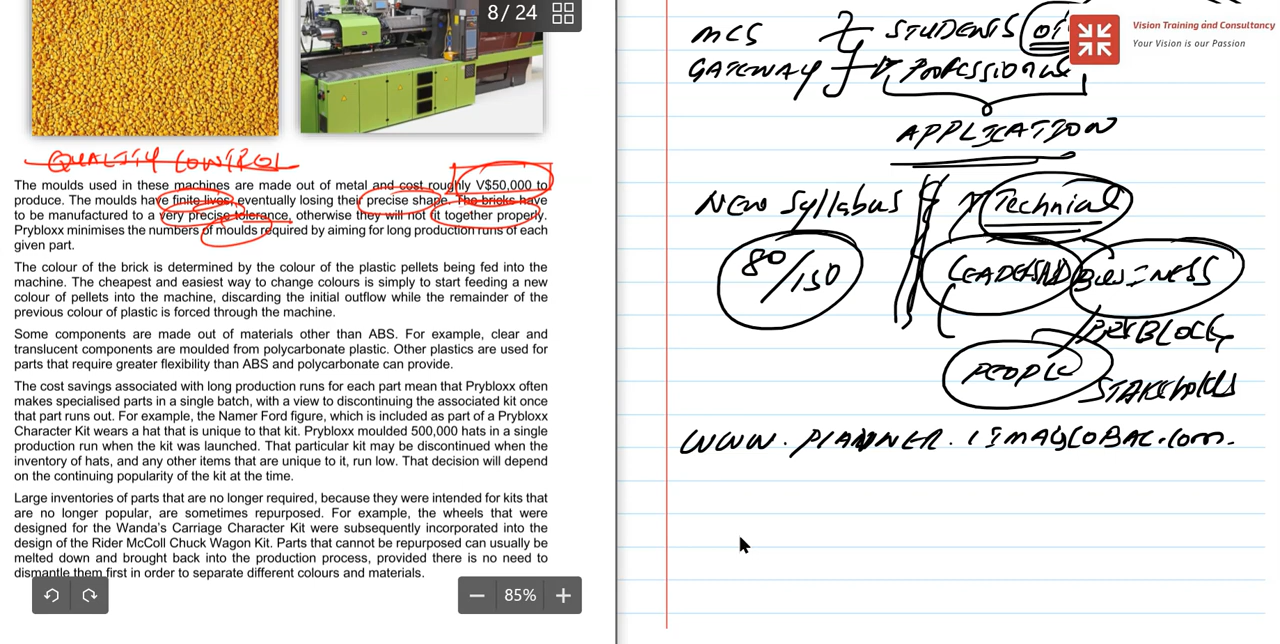 8 / 24
QUALITY CONTROL
The moulds used in these machines are made out of metal and cost roughly V$50,000 to
produce. The moulds have finite lives, eventually losing their precise shape. The bricks have
to be manufactured to a very precise tolerance, otherwise they will not fit together properly.
Prybloxx minimises the numbers of moulds required by aiming for long production runs of each
given part.
The colour of the brick is determined by the colour of the plastic pellets being fed into the
machine. The cheapest and easiest way to change colours is simply to start feeding a new
colour of pellets into the machine, discarding the initial outflow while the remainder of the
previous colour of plastic is forced through the machine.
Some components are made out of materials other than ABS. For example, clear and
translucent components are moulded from polycarbonate plastic. Other plastics are used for
parts that require greater flexibility than ABS and polycarbonate can provide.
The cost savings associated with long production runs for each part mean that Prybloxx often
makes specialised parts in a single batch, with a view to discontinuing the associated kit once
that part runs out. For example, the Namer Ford figure, which is included as part of a Prybloxx
Character Kit wears a hat that is unique to that kit. Prybloxx moulded 500,000 hats in a single
production run when the kit was launched. That particular kit may be discontinued when the
inventory of hats, and any other items that are unique to it, run low. That decision will depend
on the continuing popularity of the kit at the time.
Large inventories of parts that are no longer required, because they were intended for kits that
are no longer popular, are sometimes repurposed. For example, the wheels that were
designed for the Wanda's Carriage Character Kit were subsequently incorporated into the
design of the Rider McColl Chuck Wagon Kit. Parts that cannot be repurposed can usually be
melted down and brought back into the production process, provided there is no need to
dismantle them first in order to separate different colours and materials.
85%
Vision Training and Consultancy
Your Vision is our Passion
MCS STUDENTS
GATEWAY PROFESSIONALS
APPLICATION
New Syllabus Technical
80/150 LEADERSHIP BUSINESS
PEOPLE
STAKEHOLDERS